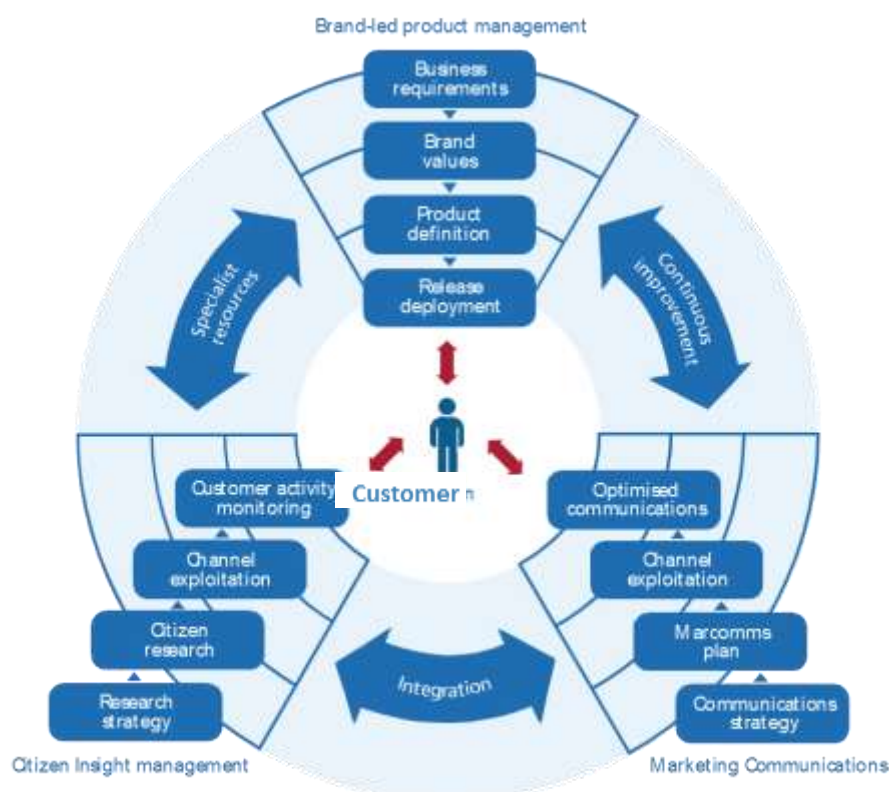 Brand-led product management
Business
requirements
Brand
values
Product
definition
Release
deployment
Specialist
resources
Continuous
improvement
Customer
Customer activity
monitoring
Channel
exploitation
Citizen
research
Research
strategy
Optimised
communications
Channel
exploitation
Marcomms
plan
Communications
strategy
Integration
Citizen Insight management
Marketing Communications